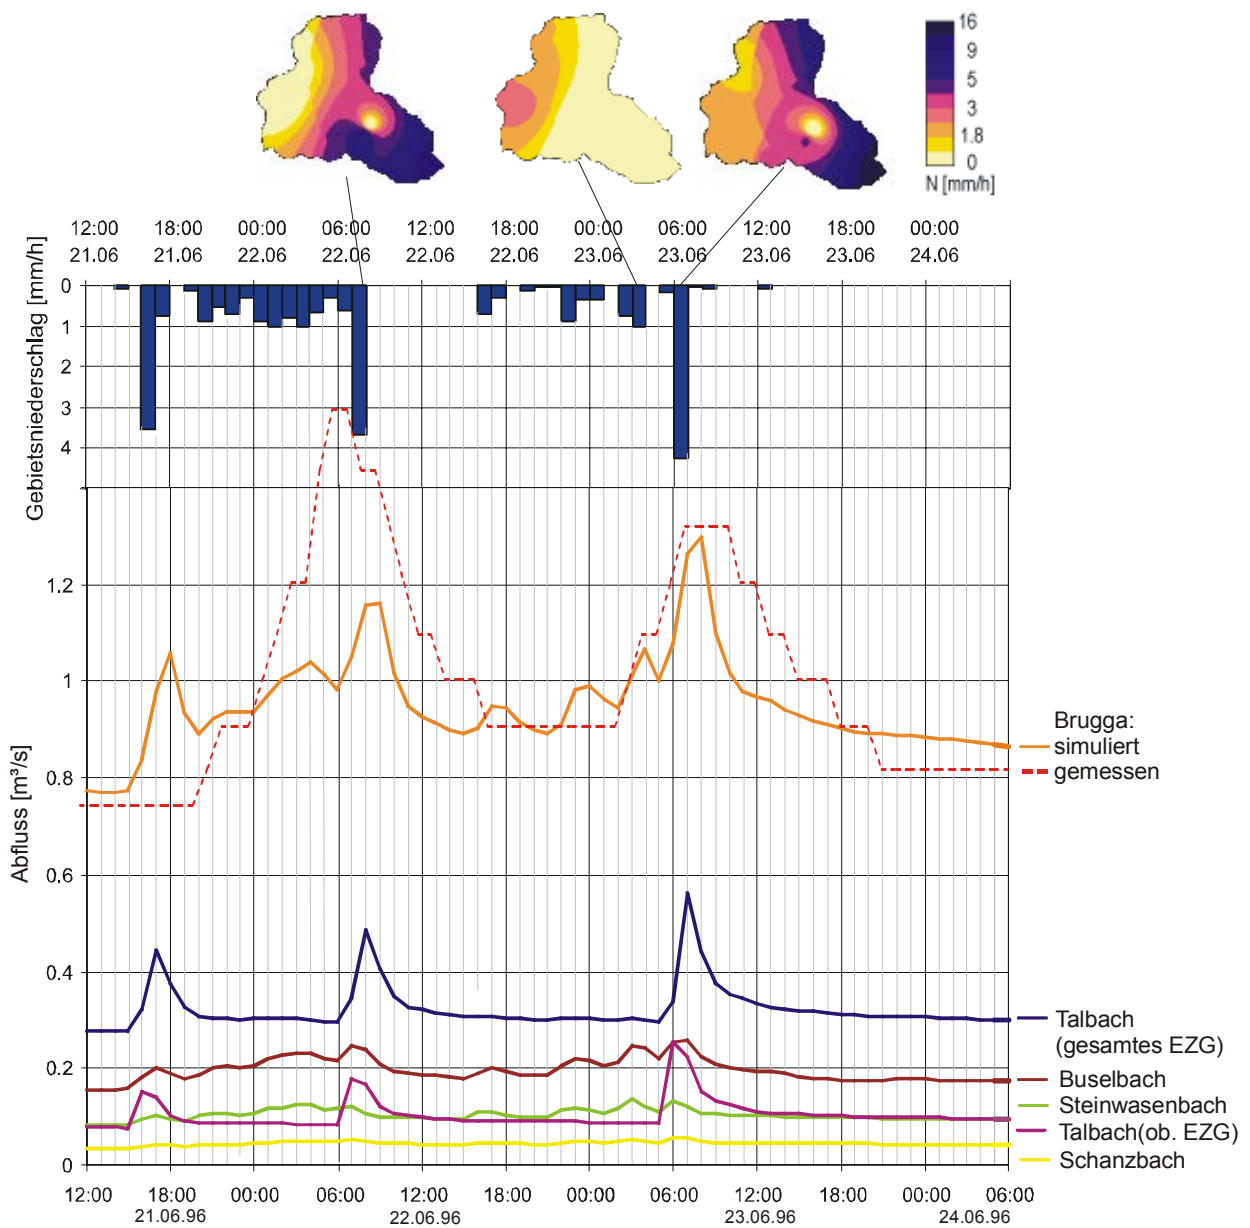 16
9
5
3
1.8
0
N [mm/h]
12:00 18:00 00:00 06:00 12:00 18:00 00:00 06:00 12:00 18:00 00:00
21.06 21.06 22.06 22.06 22.06 22.06 23.06 23.06 23.06 23.06 24.06
Gebietsniederschlag [mm/h]
0
1
2
3
4
Abfluss [m³/s]
1.2
1
0.8
0.6
0.4
0.2
0
Brugga:
simuliert
gemessen
Talbach
(gesamtes EZG)
Buselbach
Steinwasenbach
Talbach(ob. EZG)
Schanzbach
12:00 18:00 00:00 06:00 12:00 18:00 00:00 06:00 12:00 18:00 00:00 06:00
21.06.96 22.06.96 23.06.96 24.06.96